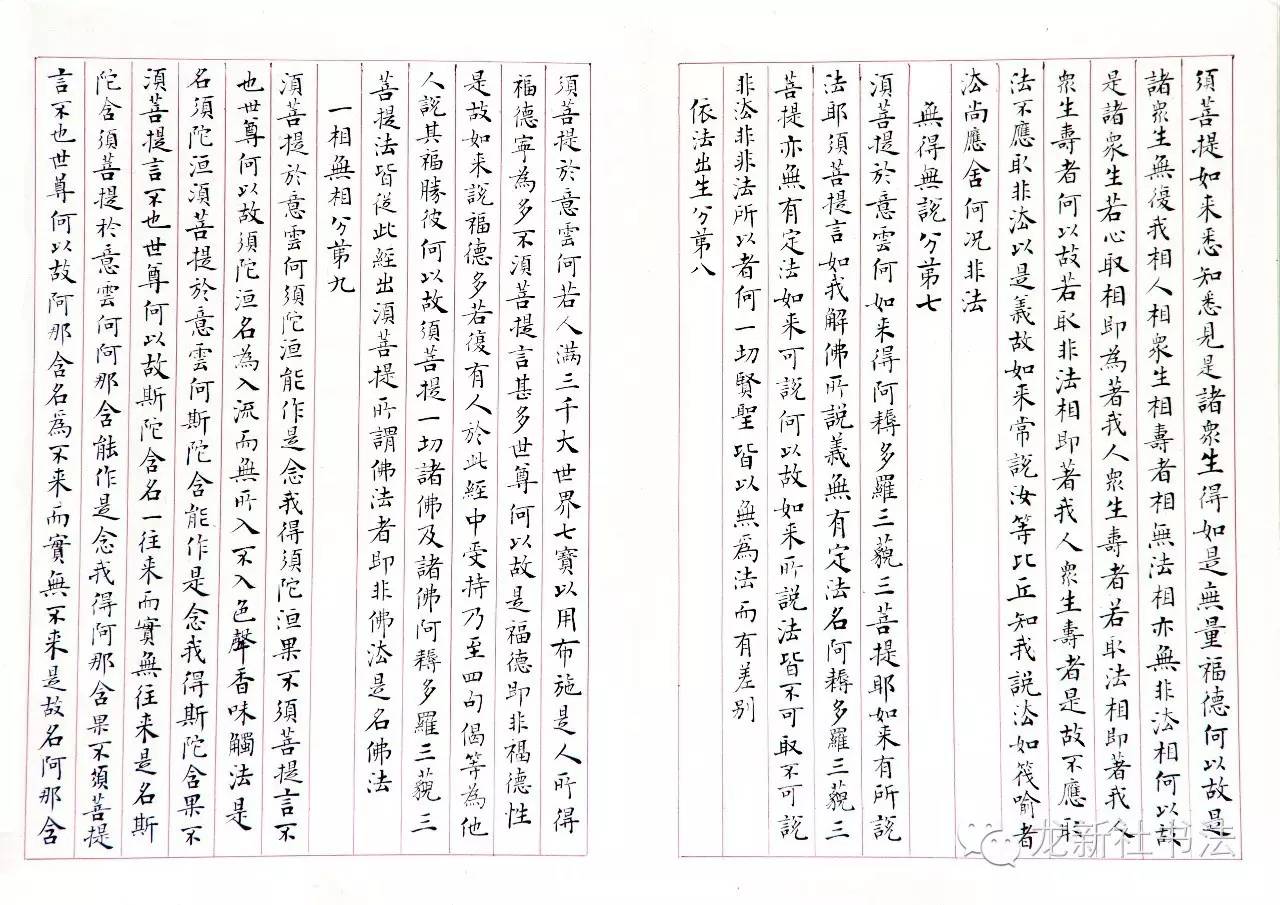 須菩提如来悉知悉見是諸衆生得如是無量福德何以故是
諸衆生無復我相人相衆生相壽者相無法相亦無非法相何以故
是諸衆生若心取相即為著我人衆生壽者若取法相即著我人
衆生壽者何以故若取非法相即著我人衆生壽者是故不應取
法不應取非法以是義故如来常説汝等比丘知我説法如筏喻者
法尚應舍何况非法
無得無說分第七
須菩提於意雲何如来得阿耨多羅三藐三菩提耶如来有所説
法耶須菩提言如我解佛所説義無有定法名阿耨多羅三藐三
菩提亦無有定法如来可説何以故如来所説法皆不可取不可説
非法非非法所以者何一切賢聖皆以無為法而有差别
依法出生分第八
須菩提於意雲何若人滿三千大世界七寶以用布施是人所得
福德寧為多不須菩提言甚多世尊何以故是福德即非福德性
是故如来説福德多若復有人於此經中受持乃至四句偈等為他
人説其福勝彼何以故須菩提一切諸佛及諸佛阿耨多羅三藐三
菩提法皆從此經出須菩提所謂佛法者即非佛法是名佛法
一相無相分第九
須菩提於意雲何須陀洹能作是念我得須陀洹果不須菩提言不
也世尊何以故須陀洹名為入流而無所入不入色聲香味觸法是
名須陀洹須菩提於意雲何斯陀含能作是念我得斯陀含果不
須菩提言不也世尊何以故斯陀含名一往来而實無往来是名斯
陀含須菩提於意雲何阿那含能作是念我得阿那含果不須菩提
言不也世尊何以故阿那含名為不来而實無不来是故名阿那含
龙新社书法